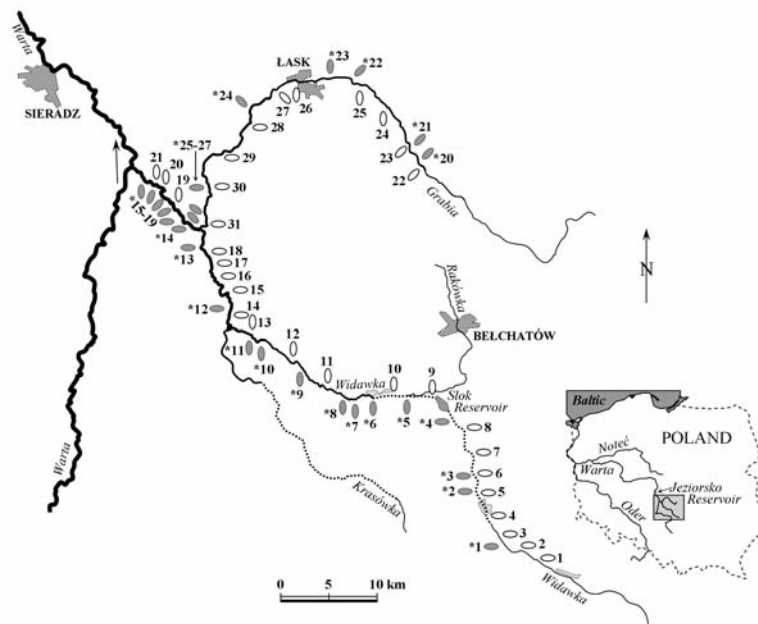 Warta
SIERADZ
ŁASK
*23
*22
*24
27
26
25
24
*21
*20
28
23
22
Grabia
*25-27
29
21
20
19
30
*15-19
*14
31
*13
18
17
16
15
*12
14
13
Rakówka
BEŁCHATÓW
N
12
*11
*10
11
*9
Widawka
10
9
*8
*7
*6
*5
Słok
Reservoir
*4
8
7
*3
6
*2
5
4
3
*1
2
1
Widawka
Krasówka
Warta
0 5 10 km
Baltic
POLAND
Noteć
Warta
Jeziorsko
Reservoir
Oder